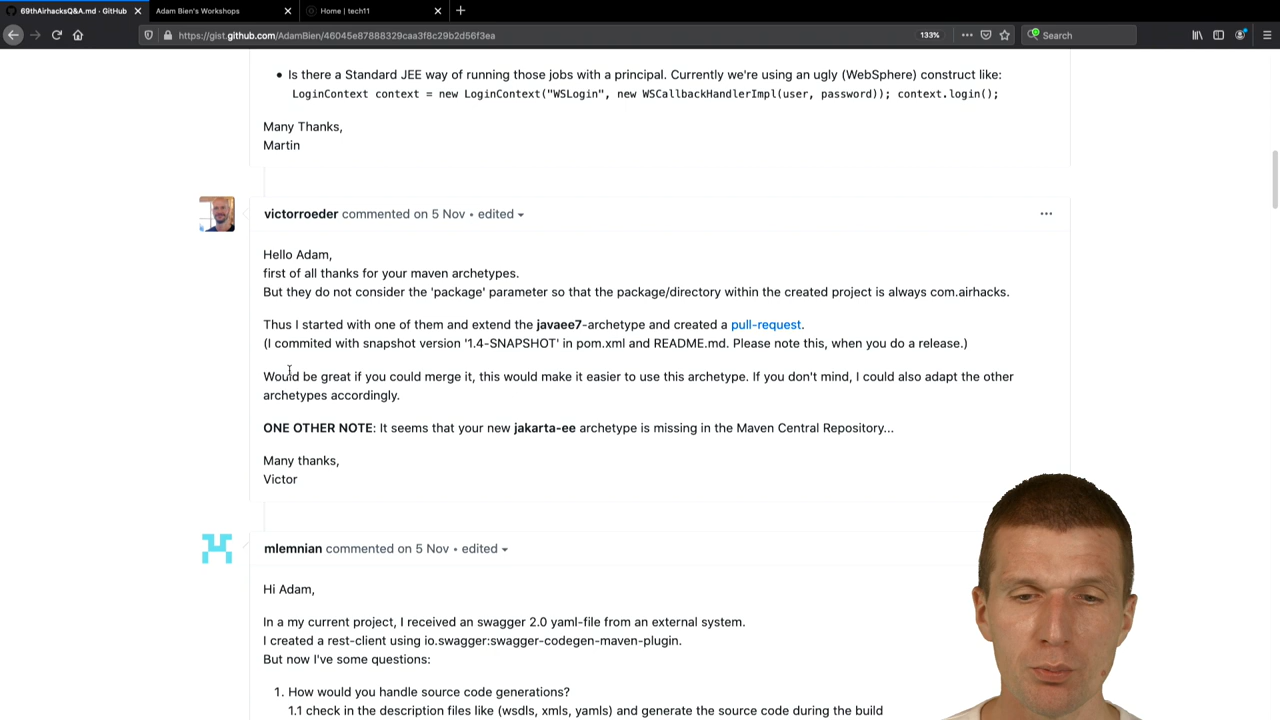 69thAirhacksQ&A.md · GitHub
Adam Bien's Workshops
Home | tech11
https://gist.github.com/AdamBien/46045e87888329caa3f8c29b2d56f3ea
133%
Search
• Is there a Standard JEE way of running those jobs with a principal. Currently we're using an ugly (WebSphere) construct like:
LoginContext context = new LoginContext("WSLogin", new WSCallbackHandlerImpl(user, password)); context.login();
Many Thanks,
Martin
victorroeder commented on 5 Nov • edited
Hello Adam,
first of all thanks for your maven archetypes.
But they do not consider the 'package' parameter so that the package/directory within the created project is always com.airhacks.
Thus I started with one of them and extend the javaee7-archetype and created a pull-request.
(I commited with snapshot version '1.4-SNAPSHOT' in pom.xml and README.md. Please note this, when you do a release.)
Would be great if you could merge it, this would make it easier to use this archetype. If you don't mind, I could also adapt the other
archetypes accordingly.
ONE OTHER NOTE: It seems that your new jakarta-ee archetype is missing in the Maven Central Repository...
Many thanks,
Victor
mlemnian commented on 5 Nov • edited
Hi Adam,
In a my current project, I received an swagger 2.0 yaml-file from an external system.
I created a rest-client using io.swagger:swagger-codegen-maven-plugin.
But now I've some questions:
1. How would you handle source code generations?
1.1 check in the description files like (wsdls, xmls, yamls) and generate the source code during the build